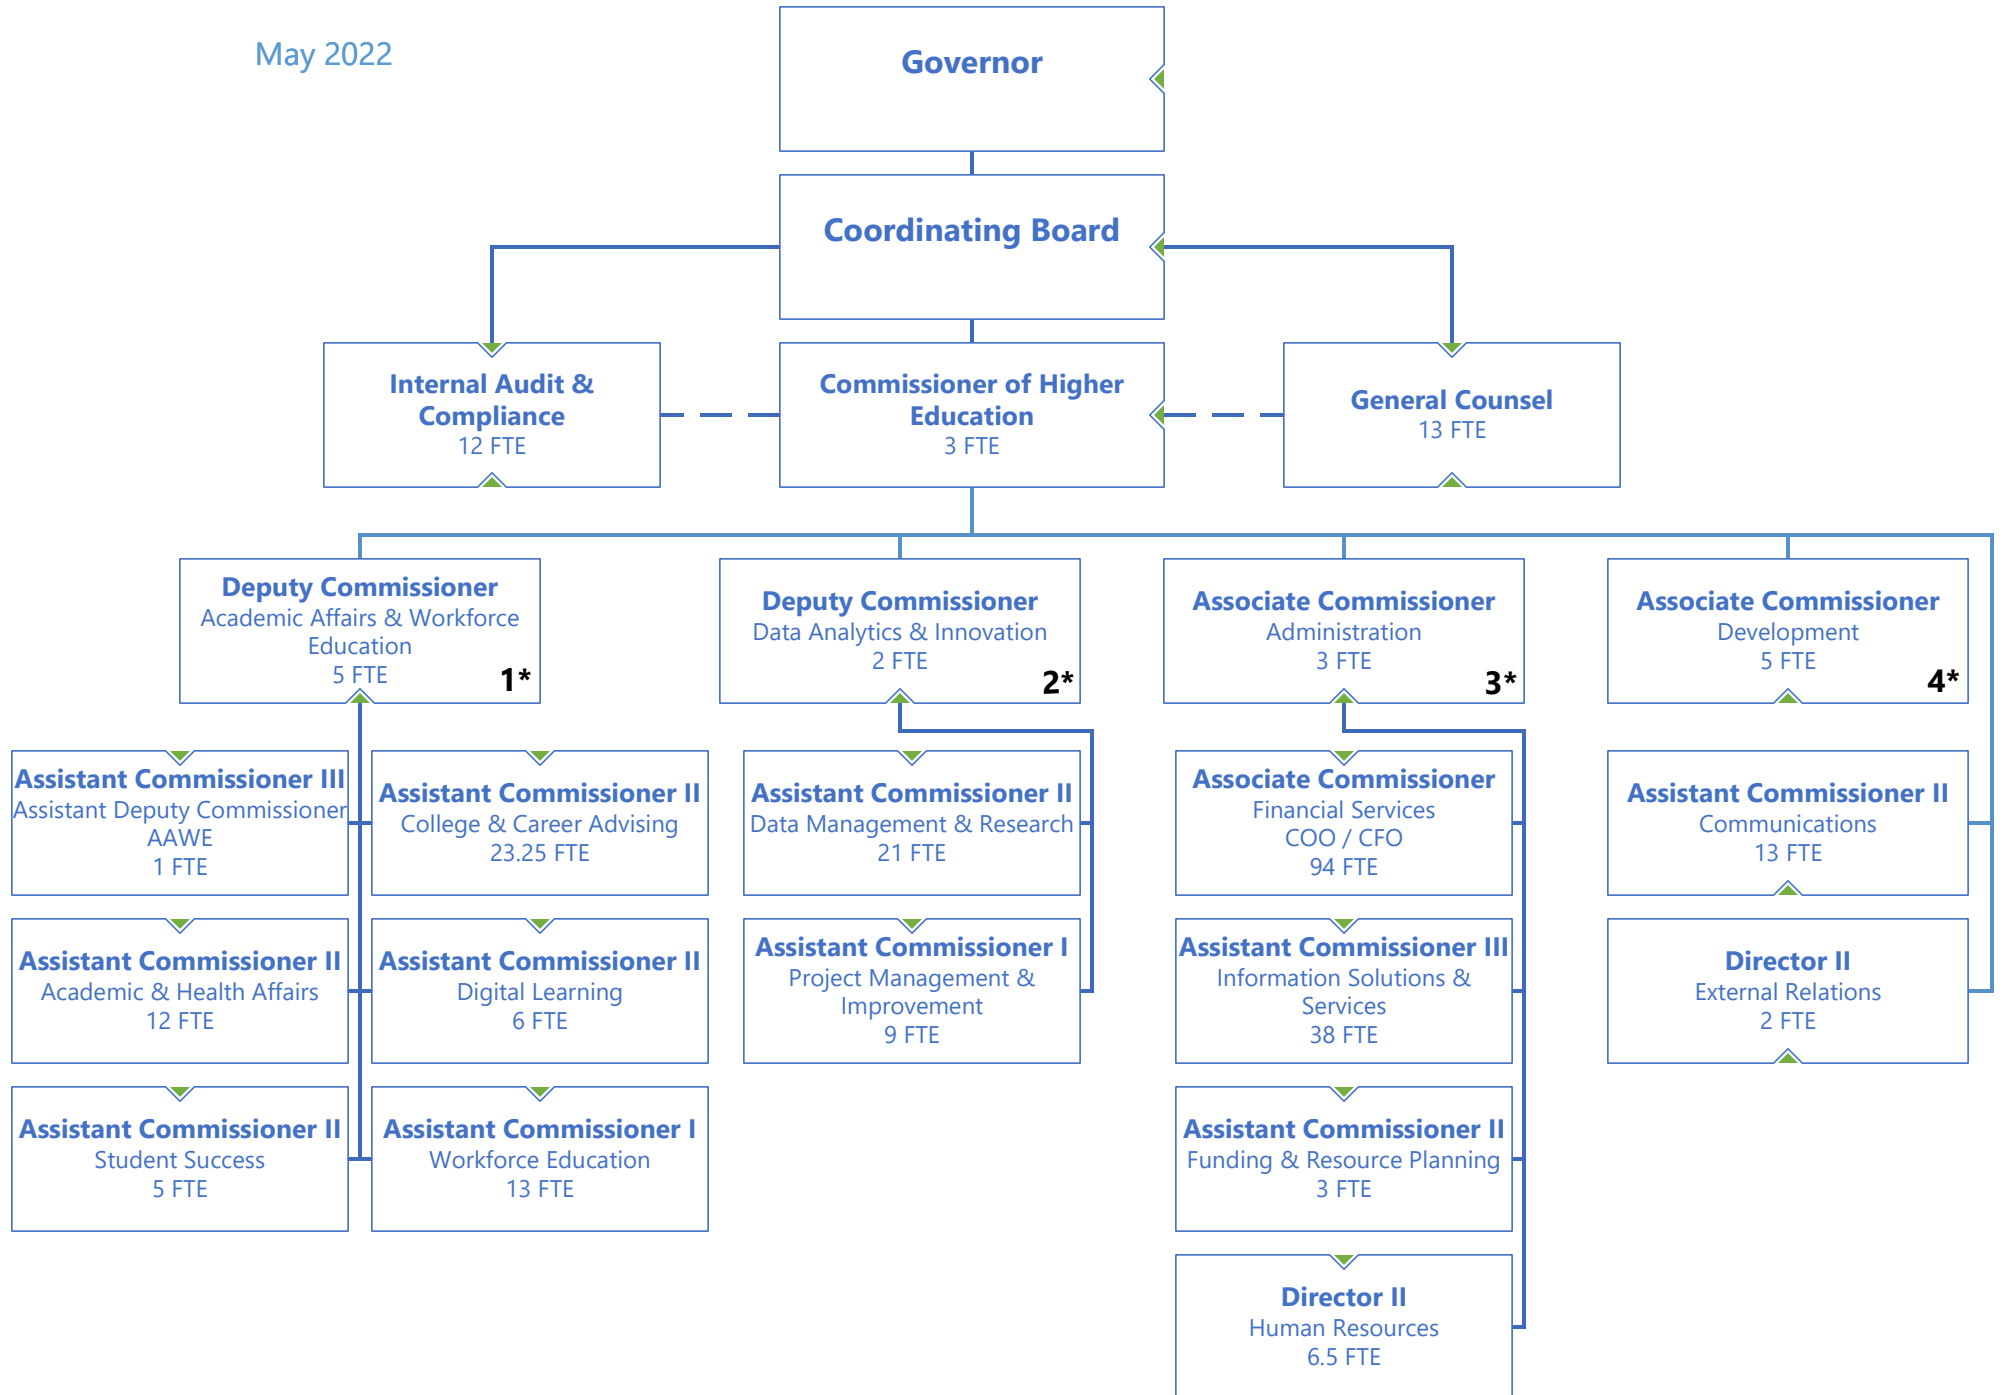 May 2022
Governor
Coordinating Board
Internal Audit &
Compliance
12 FTE
Commissioner of Higher
Education
3 FTE
General Counsel
13 FTE
Deputy Commissioner
Academic Affairs & Workforce
Education
5 FTE
1*
Deputy Commissioner
Data Analytics & Innovation
2 FTE
2*
Associate Commissioner
Administration
3 FTE
3*
Associate Commissioner
Development
5 FTE
4*
Assistant Commissioner III
Assistant Deputy Commissioner
AAWE
1 FTE
Assistant Commissioner II
College & Career Advising
23.25 FTE
Assistant Commissioner II
Data Management & Research
21 FTE
Associate Commissioner
Financial Services
COO / CFO
94 FTE
Assistant Commissioner II
Communications
13 FTE
Assistant Commissioner II
Academic & Health Affairs
12 FTE
Assistant Commissioner II
Digital Learning
6 FTE
Assistant Commissioner I
Project Management &
Improvement
9 FTE
Assistant Commissioner III
Information Solutions &
Services
38 FTE
Director II
External Relations
2 FTE
Assistant Commissioner II
Student Success
5 FTE
Assistant Commissioner I
Workforce Education
13 FTE
Assistant Commissioner II
Funding & Resource Planning
3 FTE
Director II
Human Resources
6.5 FTE